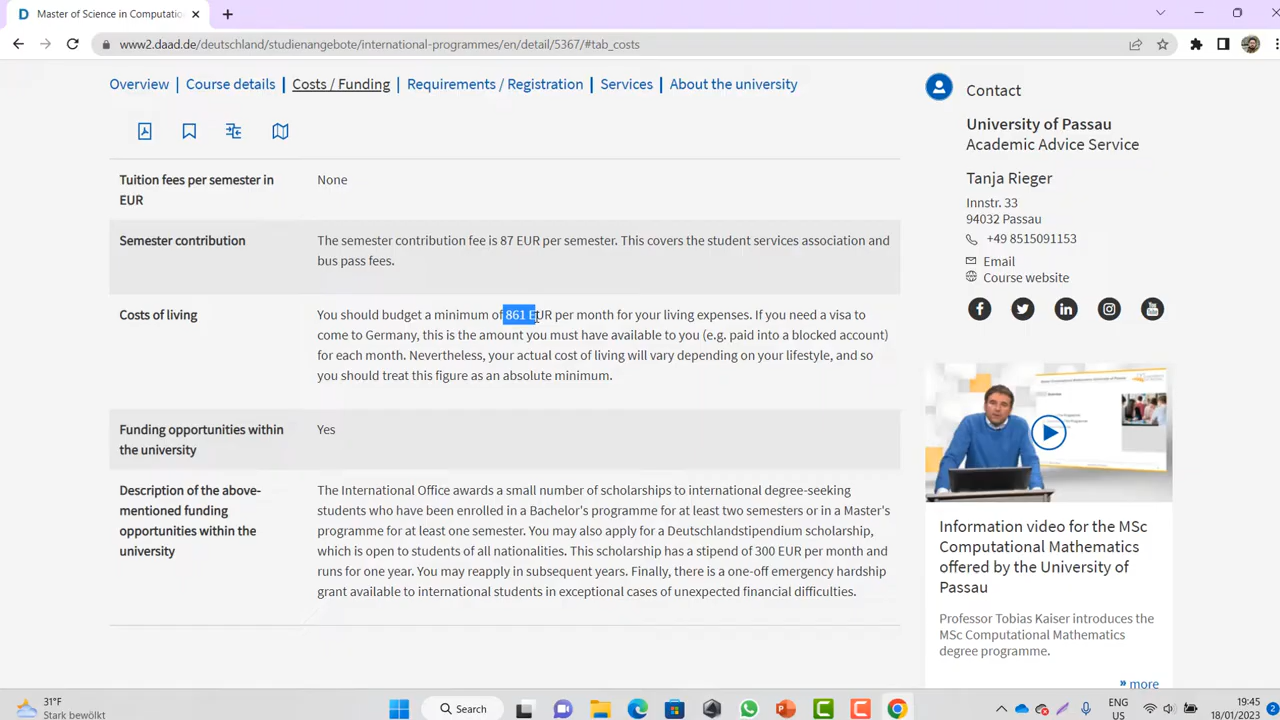 Master of Science in Computatio
www2.daad.de/deutschland/studienangebote/international-programmes/en/detail/5367/#tab_costs
Overview | Course details | Costs / Funding | Requirements / Registration | Services | About the university
Tuition fees per semester in
EUR
None
Semester contribution
The semester contribution fee is 87 EUR per semester. This covers the student services association and
bus pass fees.
Costs of living
You should budget a minimum of 861 EUR per month for your living expenses. If you need a visa to
come to Germany, this is the amount you must have available to you (e.g. paid into a blocked account)
for each month. Nevertheless, your actual cost of living will vary depending on your lifestyle, and so
you should treat this figure as an absolute minimum.
Funding opportunities within
the university
Yes
Description of the above-
mentioned funding
opportunities within the
university
The International Office awards a small number of scholarships to international degree-seeking
students who have been enrolled in a Bachelor's programme for at least two semesters or in a Master's
programme for at least one semester. You may also apply for a Deutschlandstipendium scholarship,
which is open to students of all nationalities. This scholarship has a stipend of 300 EUR per month and
runs for one year. You may reapply in subsequent years. Finally, there is a one-off emergency hardship
grant available to international students in exceptional cases of unexpected financial difficulties.
Contact
University of Passau
Academic Advice Service
Tanja Rieger
Innstr. 33
94032 Passau
+49 8515091153
Email
Course website
Information video for the MSc
Computational Mathematics
offered by the University of
Passau
Professor Tobias Kaiser introduces the
MSc Computational Mathematics
degree programme.
» more
31°F
Stark bewölkt
Search
ENG
US
19:45
18/01/2023
2